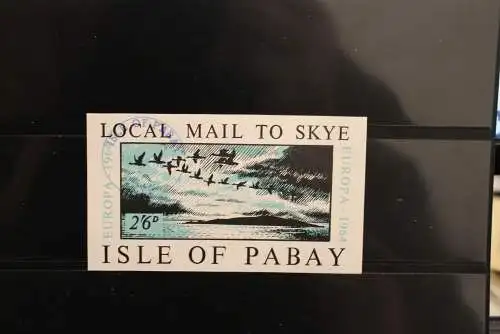 LOCAL MAIL TO SKYE
EUROPA 1964
2'6D
EUROPA 1964
ISLE OF PABAY